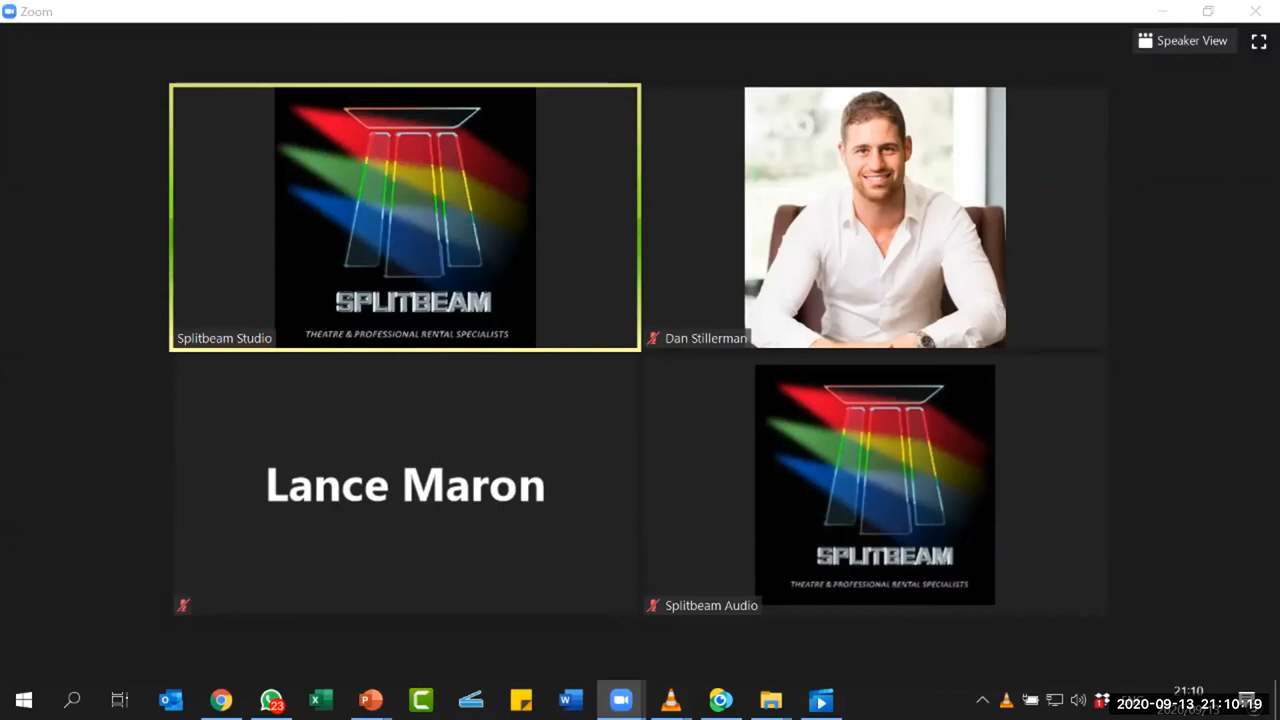 Zoom
Speaker View
SPLITBEAM
THEATRE & PROFESSIONAL RENTAL SPECIALISTS
Splitbeam Studio
Dan Stillerman
Lance Maron
SPLITBEAM
THEATRE & PROFESSIONAL RENTAL SPECIALISTS
Splitbeam Audio
23
21:10
2020-09-13 21:10:19